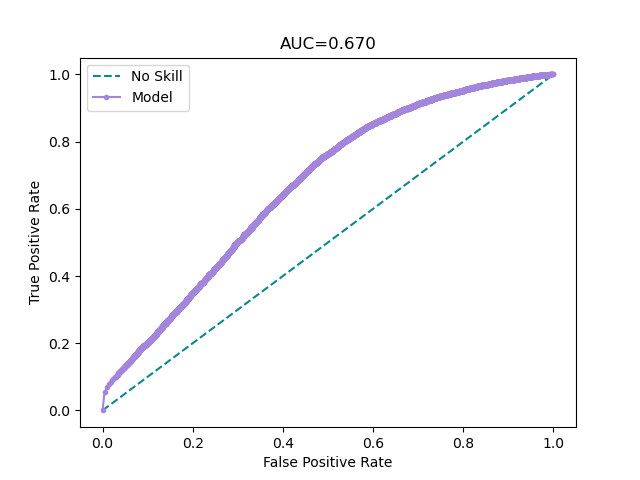 AUC=0.670
No Skill
Model
True Positive Rate
1.0
0.8
0.6
0.4
0.2
0.0
0.0 0.2 0.4 0.6 0.8 1.0
False Positive Rate